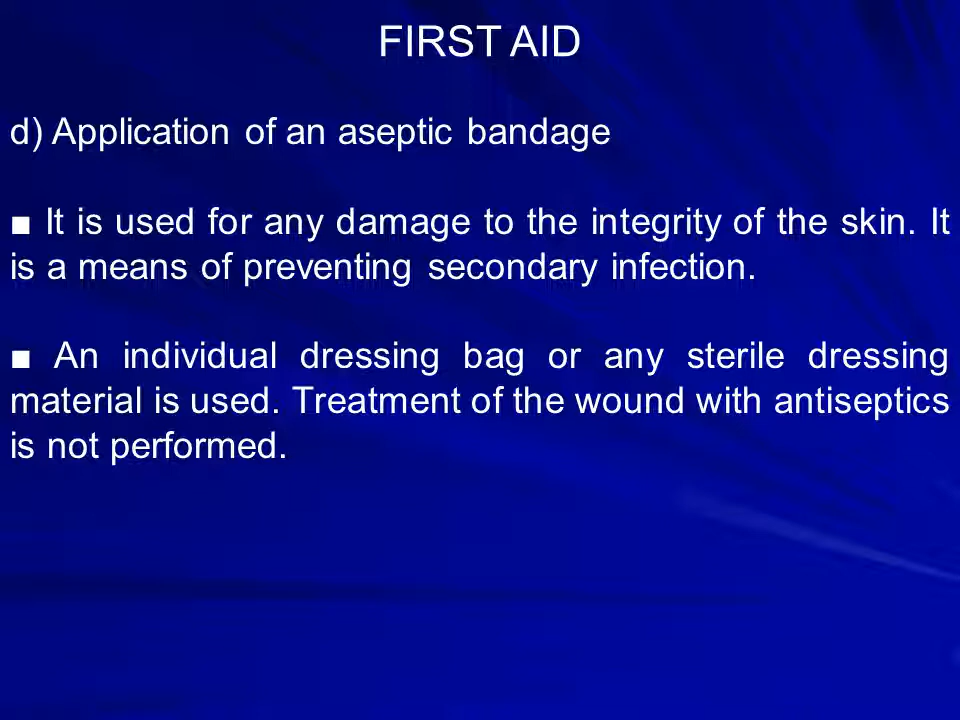 FIRST AID
d) Application of an aseptic bandage
■ It is used for any damage to the integrity of the skin. It
is a means of preventing secondary infection.
■ An individual dressing bag or any sterile dressing
material is used. Treatment of the wound with antiseptics
is not performed.